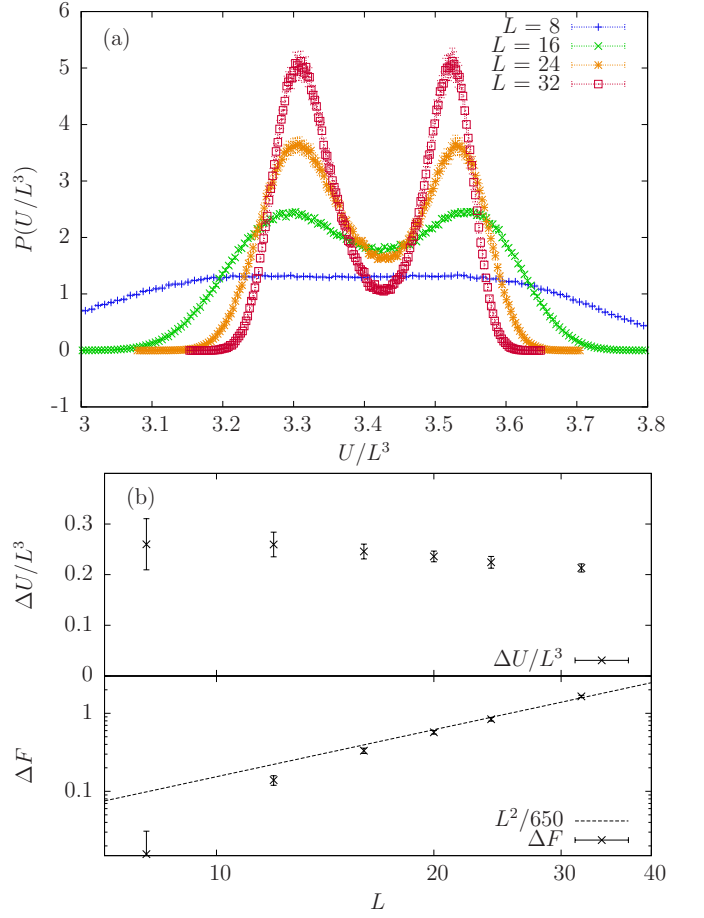 (a)
L = 8
L = 16
L = 24
L = 32
P(U/L³)
6
5
4
3
2
1
0
-1
3 3.1 3.2 3.3 3.4 3.5 3.6 3.7 3.8
U/L³
(b)
ΔU/L³
0.3
0.2
0.1
0
ΔU/L³
ΔF
1
0.1
L²/650
ΔF
10 20 30 40
L